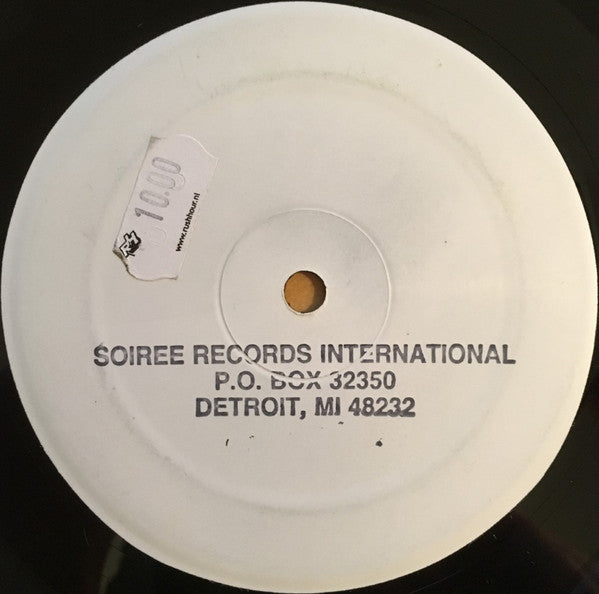 10.00
www.rushhour.nl
SOIREE RECORDS INTERNATIONAL
P.O. BOX 32350
DETROIT, MI 48232